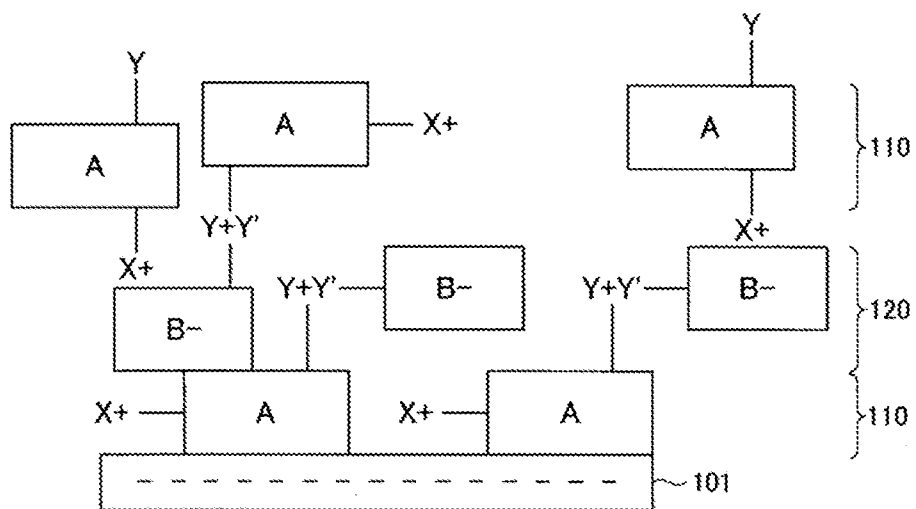 Y
Y
A
X+
A
A
110
Y+Y'
X+
X+
Y+Y'
B-
Y+Y'
B-
120
B-
X+
A
X+
A
110
101